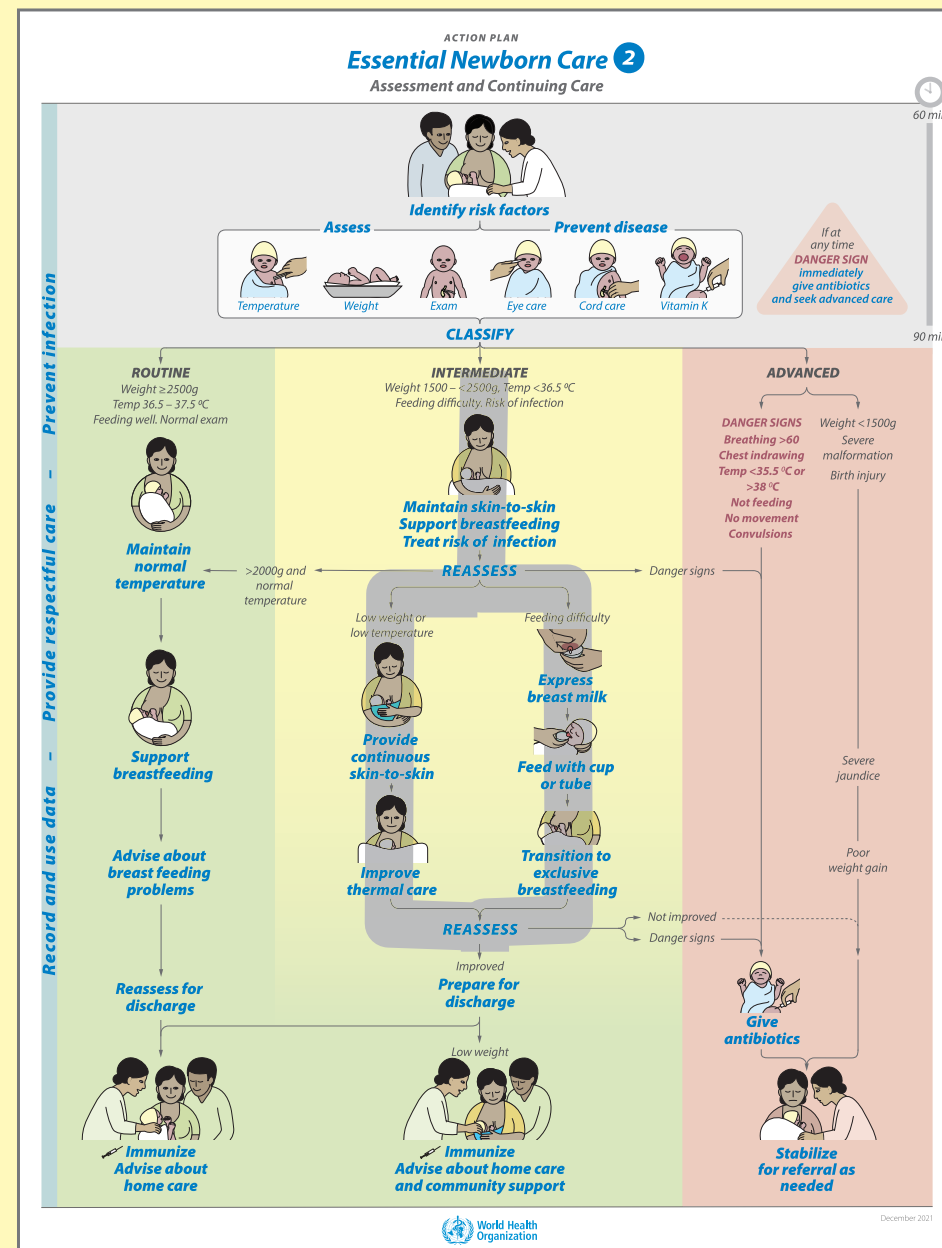 ACTION PLAN
Essential Newborn Care 2
Assessment and Continuing Care
60 mi
Identify risk factors
Assess
Prevent disease
Temperature
Weight
Exam
Eye care
Cord care
Vitamin K
If at
any time
DANGER SIGN
immediately
give antibiotics
and seek advanced care
90 mi
CLASSIFY
Record and use data – Provide respectful care – Prevent infection
ROUTINE
Weight ≥2500g
Temp 36.5 – 37.5 ºC
Feeding well. Normal exam
Maintain
normal
temperature
Support
breastfeeding
Advise about
breast feeding
problems
Reassess for
discharge
Immunize
Advise about
home care
INTERMEDIATE
Weight 1500 – <2500g. Temp <36.5 ºC
Feeding difficulty. Risk of infection
Maintain skin-to-skin
Support breastfeeding
Treat risk of infection
REASSESS
>2000g and
normal
temperature
Danger signs
Low weight or
low temperature
Provide
continuous
skin-to-skin
Improve
thermal care
Feeding difficulty
Express
breast milk
Feed with cup
or tube
Transition to
exclusive
breastfeeding
REASSESS
Not improved
Danger signs
Improved
Prepare for
discharge
Low weight
Immunize
Advise about home care
and community support
ADVANCED
DANGER SIGNS
Breathing >60
Chest indrawing
Temp <35.5 ºC or
>38 ºC
Not feeding
No movement
Convulsions
Weight <1500g
Severe
malformation
Birth injury
Severe
jaundice
Poor
weight gain
Give
antibiotics
Stabilize
for referral as
needed
World Health
Organization
December 2021